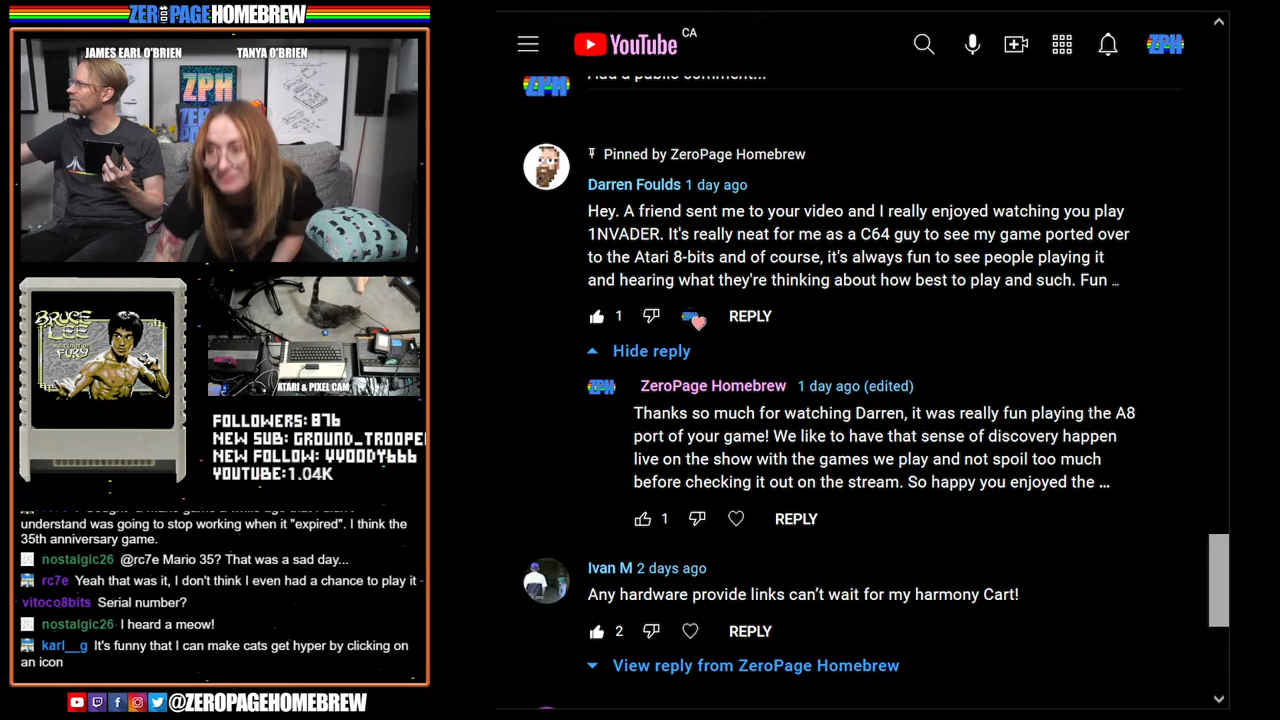 ZEROPAGE HOMEBREW
JAMES EARL O'BRIEN
TANYA O'BRIEN
ZPH
BRUCE
LEE
RETURN OF
FURY
ATARI & PIXEL CAM
FOLLOWERS: 876
NEW SUB: GROUND_TROOPE
NEW FOLLOW: VVOODY666
YOUTUBE:1.04K
understand was going to stop working when it "expired". I think the
35th anniversary game.
nostalgic26 @rc7e Mario 35? That was a sad day...
rc7e Yeah that was it, I don't think I even had a chance to play it
vitoco8bits Serial number?
nostalgic26 I heard a meow!
karl__g It's funny that I can make cats get hyper by clicking on
an icon
@ZEROPAGEHOMEBREW
YouTube CA
ZPH
Add a public comment...
ZPH
Pinned by ZeroPage Homebrew
Darren Foulds 1 day ago
Hey. A friend sent me to your video and I really enjoyed watching you play
1NVADER. It's really neat for me as a C64 guy to see my game ported over
to the Atari 8-bits and of course, it's always fun to see people playing it
and hearing what they're thinking about how best to play and such. Fun ...
1 REPLY
Hide reply
ZPH
ZeroPage Homebrew 1 day ago (edited)
Thanks so much for watching Darren, it was really fun playing the A8
port of your game! We like to have that sense of discovery happen
live on the show with the games we play and not spoil too much
before checking it out on the stream. So happy you enjoyed the ...
1 REPLY
Ivan M 2 days ago
Any hardware provide links can’t wait for my harmony Cart!
2 REPLY
View reply from ZeroPage Homebrew